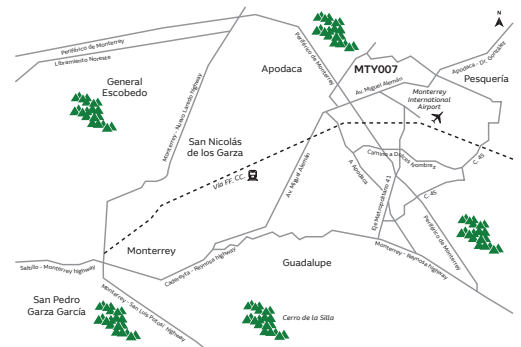 N
Periférico de Monterrey
Libramiento Noreste
General
Escobedo
Apodaca
Periférico de Monterrey
MTY007
Av. Miguel Alemán
Apodaca - Dr. González
Pesquería
Monterrey
International
Airport
Monterrey - Nuevo Laredo highway
San Nicolás
de los Garza
Vía FF. CC.
Av. Miguel Alemán
Camino a Dulces Nombres
A. Apodaca
Eje Metropolitano 41
C. 45
C. 45
Periférico de Monterrey
Monterrey
Guadalupe
Monterrey - Reynosa highway
Saltillo - Monterrey highway
Cadereyta - Reynosa highway
San Pedro
Garza García
Monterrey - San Luis Potosí highway
Cerro de la Silla